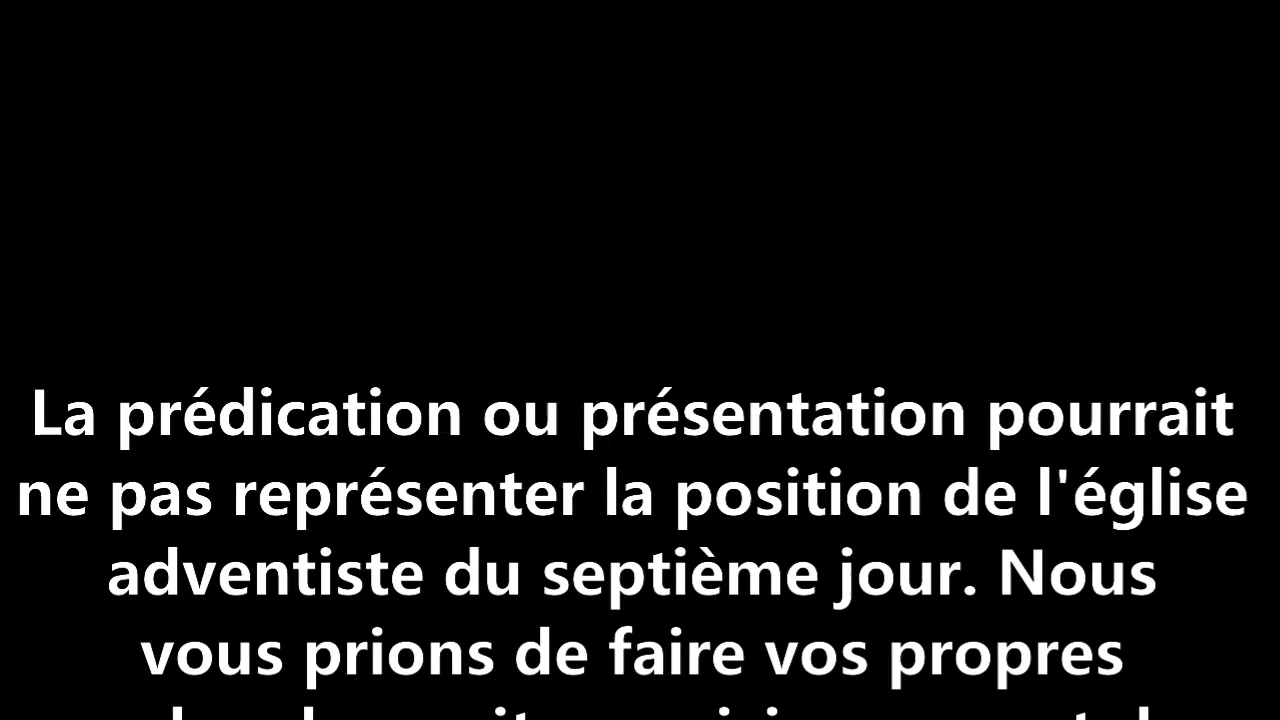 La prédication ou présentation pourrait
ne pas représenter la position de l'église
adventiste du septième jour. Nous
vous prions de faire vos propres